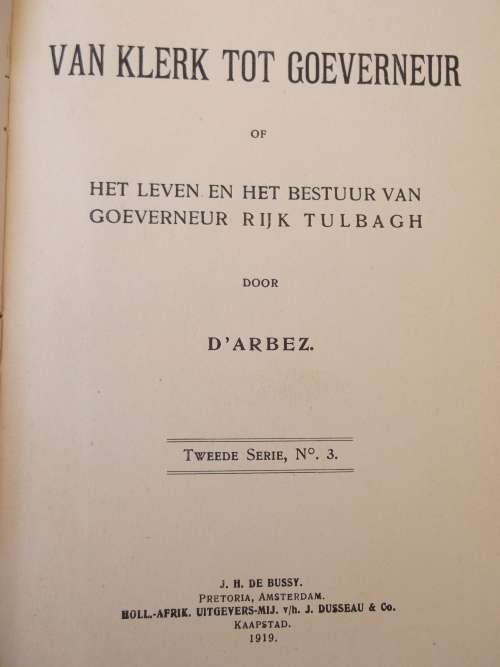 VAN KLERK TOT GOEVERNEUR
OF
HET LEVEN EN HET BESTUUR VAN
GOEVERNEUR RIJK TULBAGH
DOOR
D'ARBEZ.
TWEEDE SERIE, Nº. 3.
J. H. DE BUSSY.
PRETORIA, AMSTERDAM.
HOLL.-AFRIK. UITGEVERS-MIJ. v/h. J. DUSSEAU & Co.
KAAPSTAD.
1919.